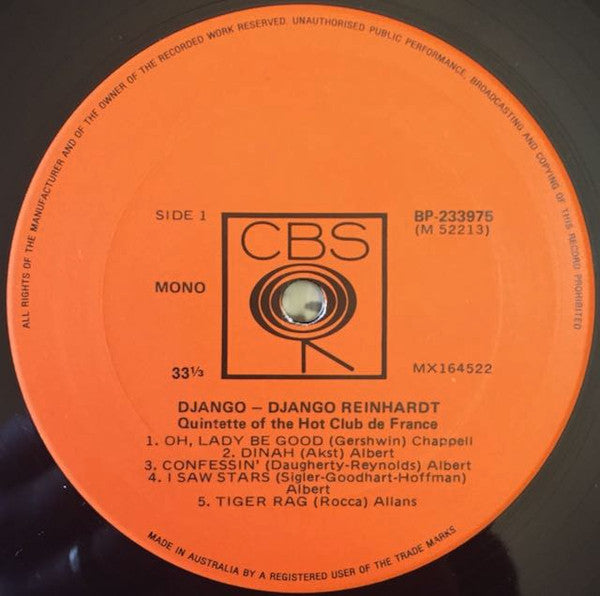 ALL RIGHTS OF THE MANUFACTURER AND OF THE OWNER OF THE RECORDED WORK RESERVED. UNAUTHORISED PUBLIC PERFORMANCE, BROADCASTING AND COPYING OF THIS RECORD PROHIBITED
SIDE 1
CBS
BP-233975
(M 52213)
MONO
33⅓
MX164522
DJANGO – DJANGO REINHARDT
Quintette of the Hot Club de France
1. OH, LADY BE GOOD (Gershwin) Chappell
2. DINAH (Akst) Albert
3. CONFESSIN' (Daugherty-Reynolds) Albert
4. I SAW STARS (Sigler-Goodhart-Hoffman)
Albert
5. TIGER RAG (Rocca) Allans
MADE IN AUSTRALIA BY A REGISTERED USER OF THE TRADE MARKS